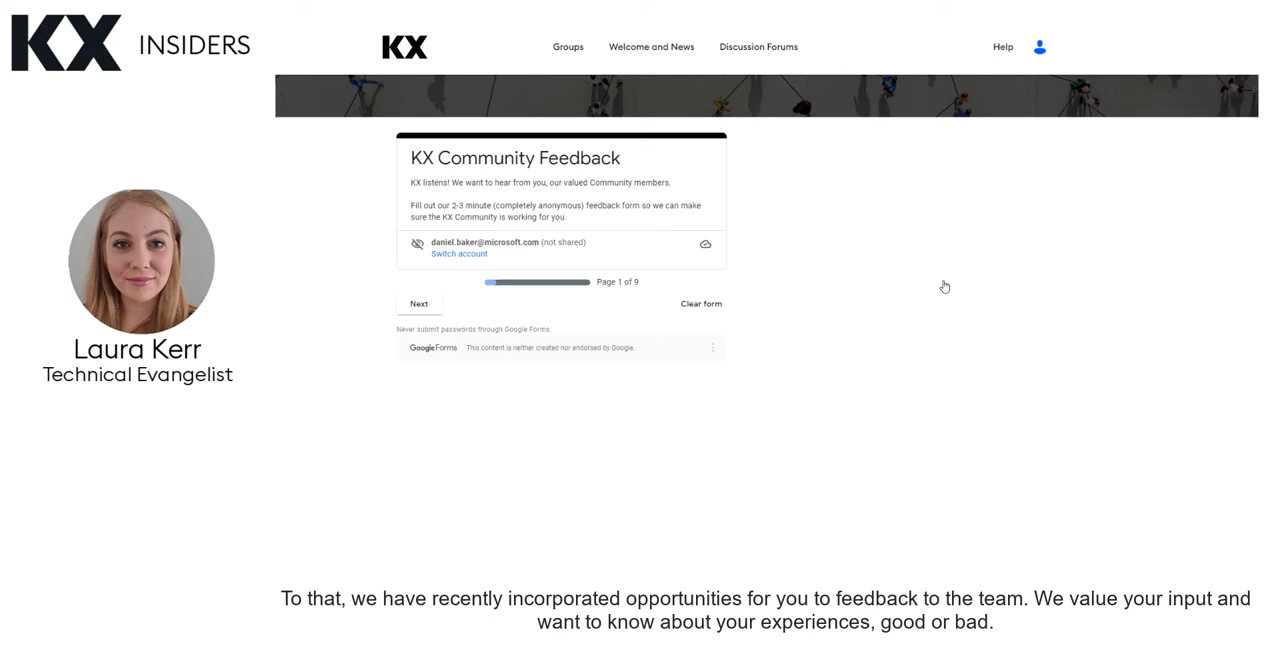 KX INSIDERS
KX
Groups
Welcome and News
Discussion Forums
Help
KX Community Feedback
KX listens! We want to hear from you, our valued Community members.
Fill out our 2-3 minute (completely anonymous) feedback form so we can make
sure the KX Community is working for you.
daniel.baker@microsoft.com (not shared)
Switch account
Page 1 of 9
Next
Clear form
Never submit passwords through Google Forms.
Google Forms
This content is neither created nor endorsed by Google.
Laura Kerr
Technical Evangelist
To that, we have recently incorporated opportunities for you to feedback to the team. We value your input and
want to know about your experiences, good or bad.